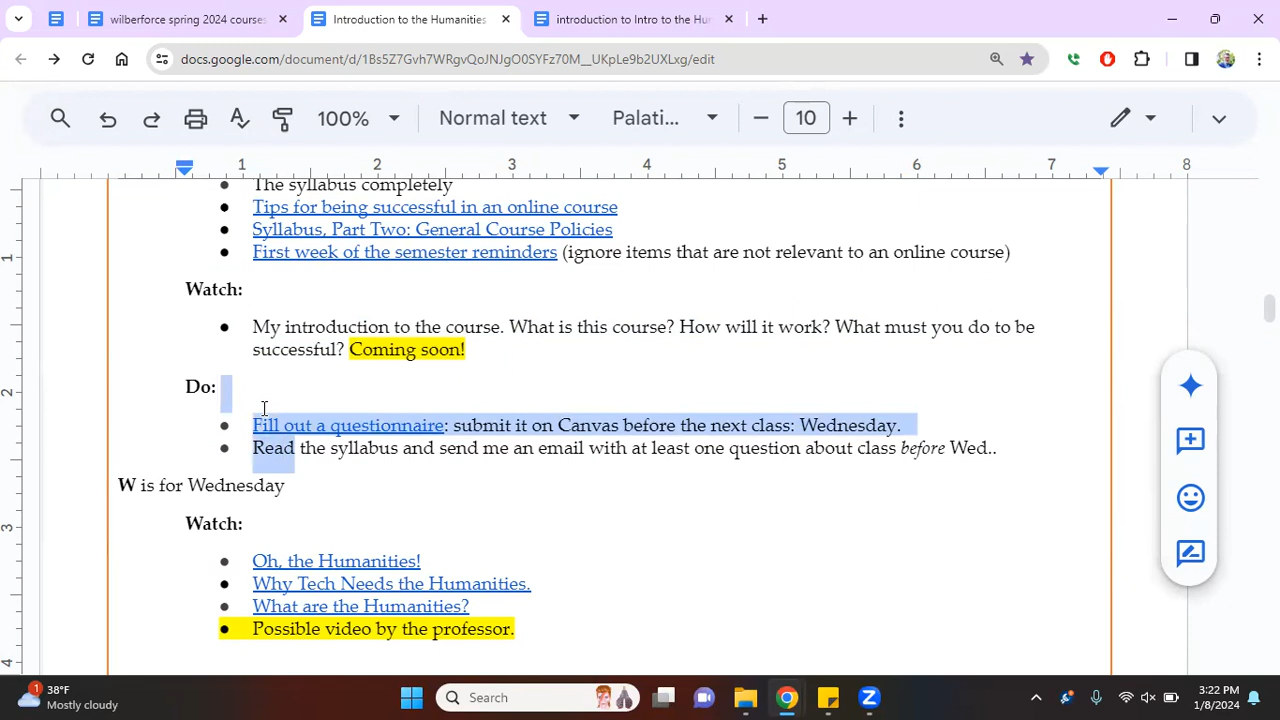 wilberforce spring 2024 courses
Introduction to the Humanities
introduction to Intro to the Hu
docs.google.com/document/d/1Bs5Z7Gvh7WRgvQoJNJgO0SYFz70M__UKpLe9b2UXLxg/edit
100%
Normal text
Palati...
10
1 2 3 4 5 6 7 8
The syllabus completely
Tips for being successful in an online course
Syllabus, Part Two: General Course Policies
First week of the semester reminders (ignore items that are not relevant to an online course)
1
Watch:
My introduction to the course. What is this course? How will it work? What must you do to be
successful? Coming soon!
Do:
2
Fill out a questionnaire: submit it on Canvas before the next class: Wednesday.
Read the syllabus and send me an email with at least one question about class before Wed..
W is for Wednesday
3
Watch:
Oh, the Humanities!
Why Tech Needs the Humanities.
What are the Humanities?
Possible video by the professor.
4
1
38°F
Mostly cloudy
Search
3:22 PM
1/8/2024